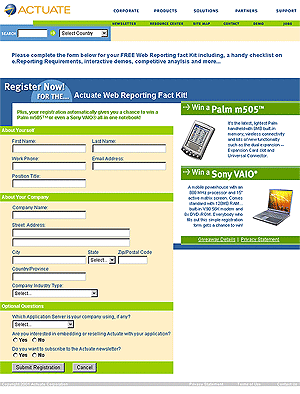 ACTUATE
CORPORATE PRODUCTS SOLUTIONS PARTNERS SUPPORT
NEWSLETTER RESOURCE CENTER SITE MAP CONTACT DEMO JOBS
SEARCH Select Country
Please complete the form below for your FREE Web Reporting fact Kit including, a handy checklist on
e.Reporting Requirements, interactive demos, competitive anaylsis and more...
Register Now!
FOR THE... Actuate Web Reporting Fact Kit!
Plus, your registration automatically gives you a chance to win a
Palm m505™ or even a Sony VAIO® all in one notebook!
About Yourself
First Name: Last Name:
Work Phone: Email Address:
Position Title:
About Your Company
Company Name:
Street Address:
City State Zip/Postal Code
Select...
Country/Province
Company Industry Type:
Select...
Optional Questions
Which Application Server is your company using, if any?
Select...
Are you interested in embedding or reselling Actuate with your application?
Yes No
Do you want to subscribe to the Actuate newsletter?
Yes No
Submit Registration Cancel
Win a
Palm m505™
It's the latest, lightest Palm
handheld with 8MB built in
memory, wireless connectivity
and lots of new functionality
such as the dual expansion --
Expansion Card Slot and
Universal Connector.
Win a
Sony VAIO®
A mobile powerhouse with an
800 MHz processor and 15"
active matrix screen. Comes
standard with 128MB RAM,
built-in V.90 56K modem and
8x DVD-ROM. Everybody who
fills out this simple registration
form gets a chance to win!
Giveaway Details | Privacy Statement
Copyright 2001 Actuate Corporation Privacy Statement Terms of Use Contact Us